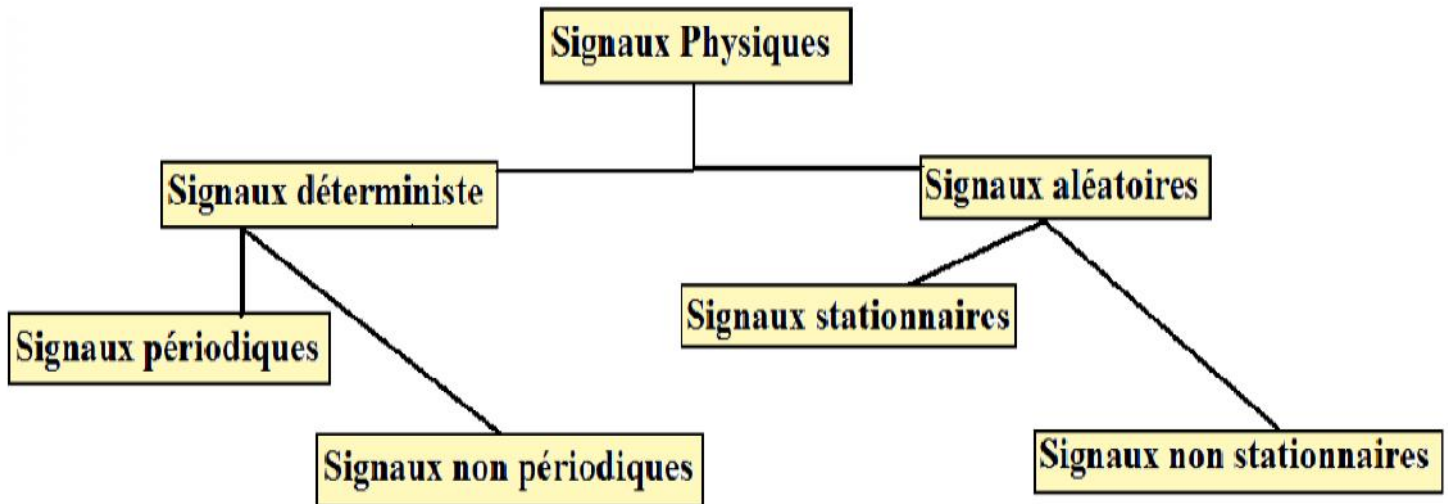 Signaux Physiques
Signaux déterministe
Signaux aléatoires
Signaux stationnaires
Signaux périodiques
Signaux non périodiques
Signaux non stationnaires